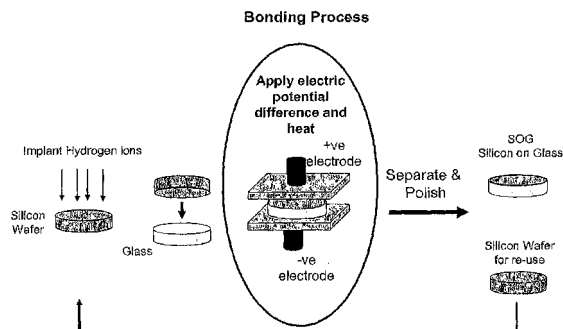 Bonding Process
Apply electric
potential
difference and
heat
+ve
electrode
Implant Hydrogen ions
Silicon
Wafer
Glass
-ve
electrode
Separate &
Polish
SOG
Silicon on Glass
Silicon Wafer
for re-use